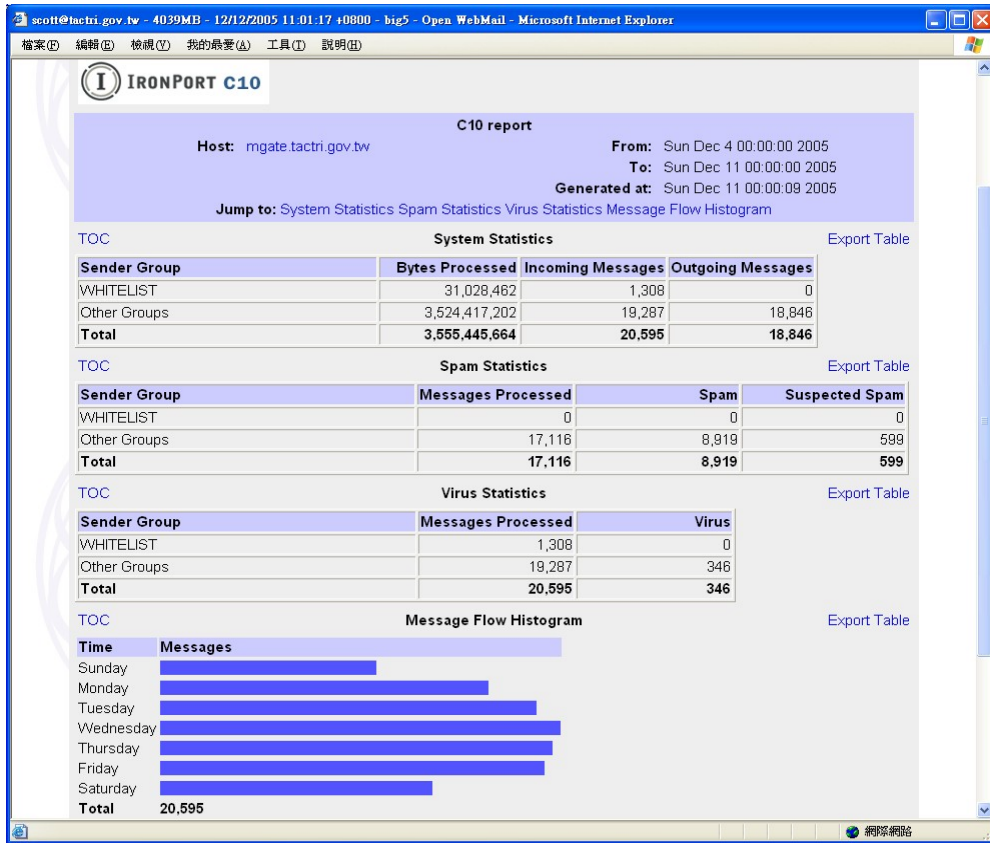 scott@tactri.gov.tw - 4039MB - 12/12/2005 11:01:17 +0800 - big5 - Open WebMail - Microsoft Internet Explorer
檔案(F) 編輯(E) 檢視(V) 我的最愛(A) 工具(T) 說明(H)
IRONPORT C10
C10 report
Host: mgate.tactri.gov.tw From: Sun Dec 4 00:00:00 2005
To: Sun Dec 11 00:00:00 2005
Generated at: Sun Dec 11 00:00:09 2005
Jump to: System Statistics Spam Statistics Virus Statistics Message Flow Histogram
TOC System Statistics Export Table
Sender Group Bytes Processed Incoming Messages Outgoing Messages
WHITELIST 31,028,462 1,308 0
Other Groups 3,524,417,202 19,287 18,846
Total 3,555,445,664 20,595 18,846
TOC Spam Statistics Export Table
Sender Group Messages Processed Spam Suspected Spam
WHITELIST 0 0 0
Other Groups 17,116 8,919 599
Total 17,116 8,919 599
TOC Virus Statistics Export Table
Sender Group Messages Processed Virus
WHITELIST 1,308 0
Other Groups 19,287 346
Total 20,595 346
TOC Message Flow Histogram Export Table
Time Messages
Sunday
Monday
Tuesday
Wednesday
Thursday
Friday
Saturday
Total 20,595
網際網路